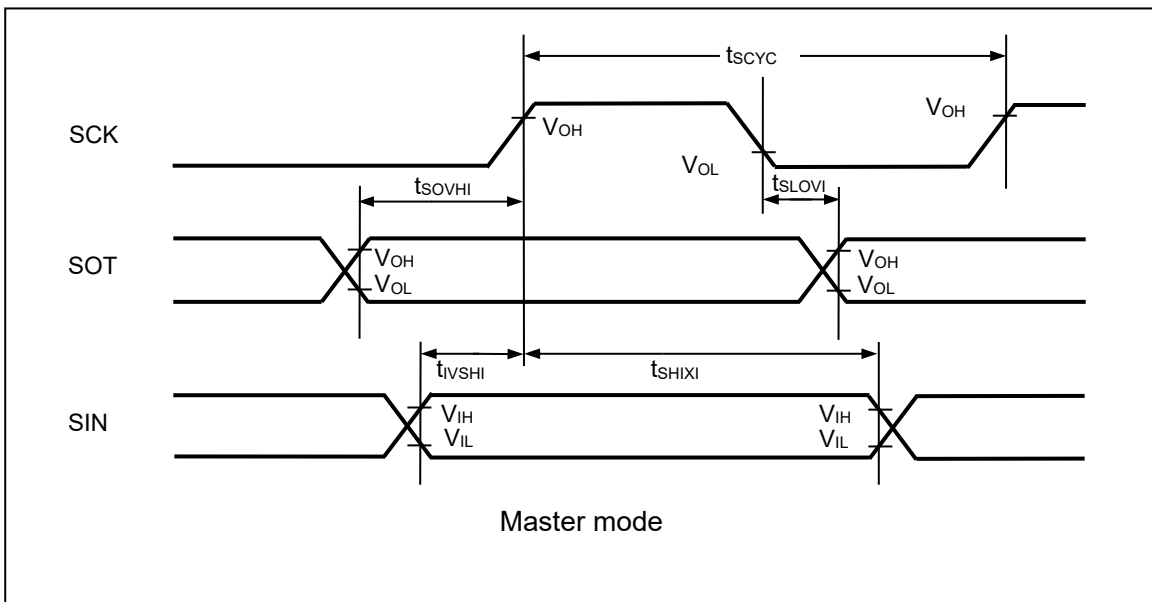 tSCYC
SCK
VOH
VOL
VOH
tSOVHI
tSLOVI
SOT
VOH
VOL
VOH
VOL
tIVSHI
tSHIXI
SIN
VIH
VIL
VIH
VIL
Master mode